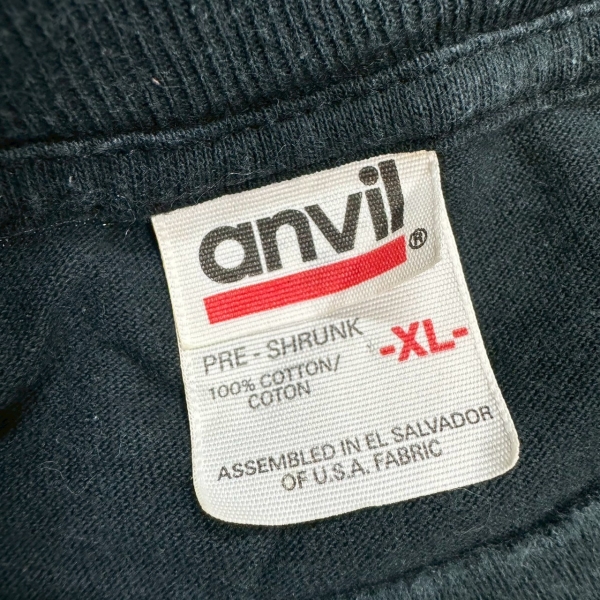 anvil®
PRE - SHRUNK
-XL-
100% COTTON/
COTON
ASSEMBLED IN EL SALVADOR
OF U.S.A. FABRIC